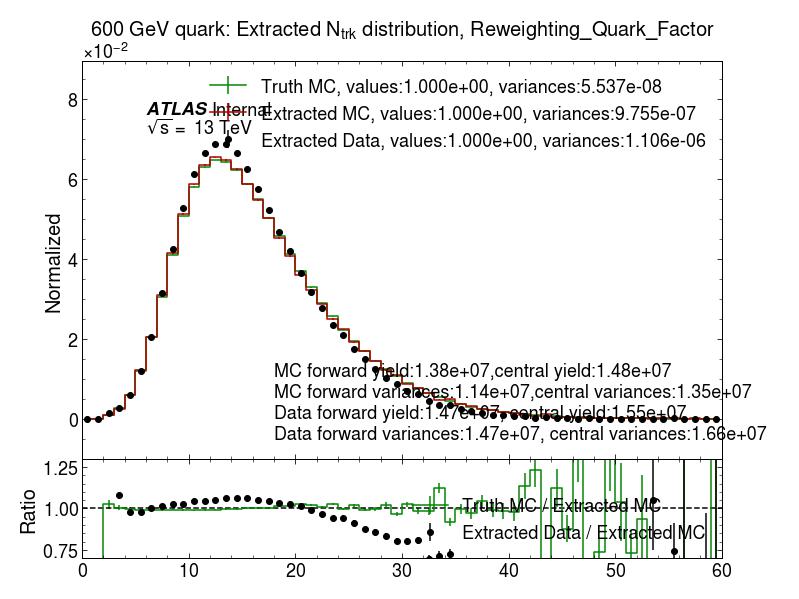 600 GeV quark: Extracted Ntrk distribution, Reweighting_Quark_Factor
×10−2
Truth MC, values:1.000e+00, variances:5.537e-08
ATLAS Internal
Extracted MC, values:1.000e+00, variances:9.755e-07
√s = 13 TeV
Extracted Data, values:1.000e+00, variances:1.106e-06
8
6
4
2
0
Normalized
MC forward yield:1.38e+07,central yield:1.48e+07
MC forward variances:1.14e+07,central variances:1.35e+07
Data forward yield:1.47e+07, central yield:1.55e+07
Data forward variances:1.47e+07, central variances:1.66e+07
1.25
1.00
0.75
Ratio
Truth MC / Extracted MC
Extracted Data / Extracted MC
0 10 20 30 40 50 60